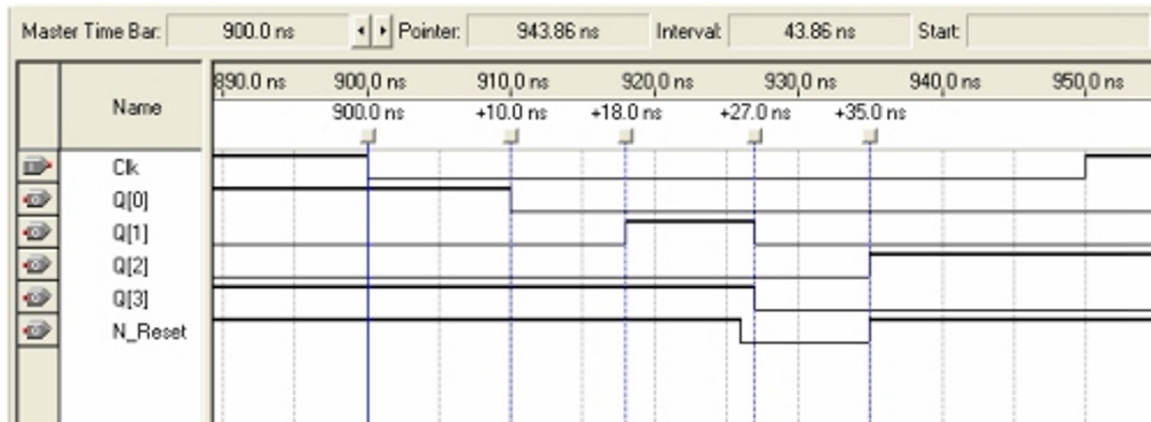 Master Time Bar: 900.0 ns Pointer: 943.86 ns Interval: 43.86 ns Start:
890.0 ns 900,0 ns 910,0 ns 920,0 ns 930,0 ns 940,0 ns 950,0 ns
Name
900.0 ns +10.0 ns +18.0 ns +27.0 ns +35.0 ns
Clk
Q[0]
Q[1]
Q[2]
Q[3]
N_Reset